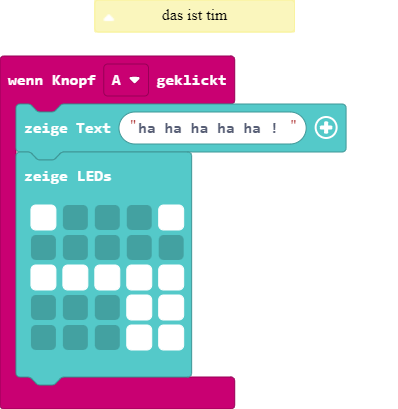 das ist tim
wenn Knopf A geklickt
zeige Text "ha ha ha ha ha ! "
zeige LEDs